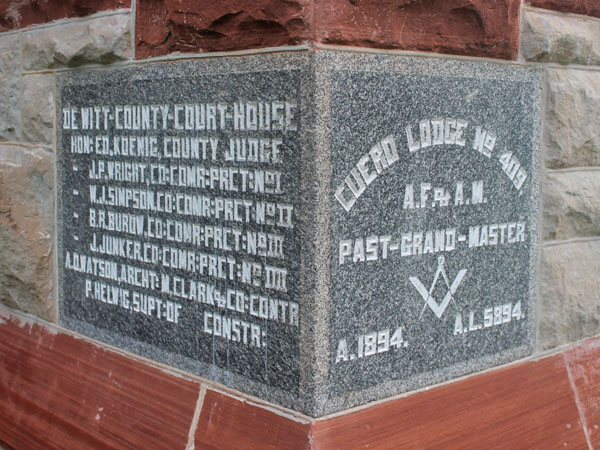 DE WITT-COUNTY-COURT-HOUSE
HON: ED. KOENIG, COUNTY JUDGE
" J.P. WRIGHT, CO: COMR: PRCT: NO I
" N.J. SIMPSON, CO: COMR: PRCT: NO II
" B.R. BUROW, CO: COMR: PRCT: NO III
" J. JUNKER, CO: COMR: PRCT: NO IIII
A.O. WATSON, ARCHT: M. CLARK & CO: CONTR
P. HELWIG, SUPT: OF CONSTR:
CUERO LODGE NO 409
A.F. & A.M.
PAST-GRAND-MASTER
A. 1894.
A.L. 5894.